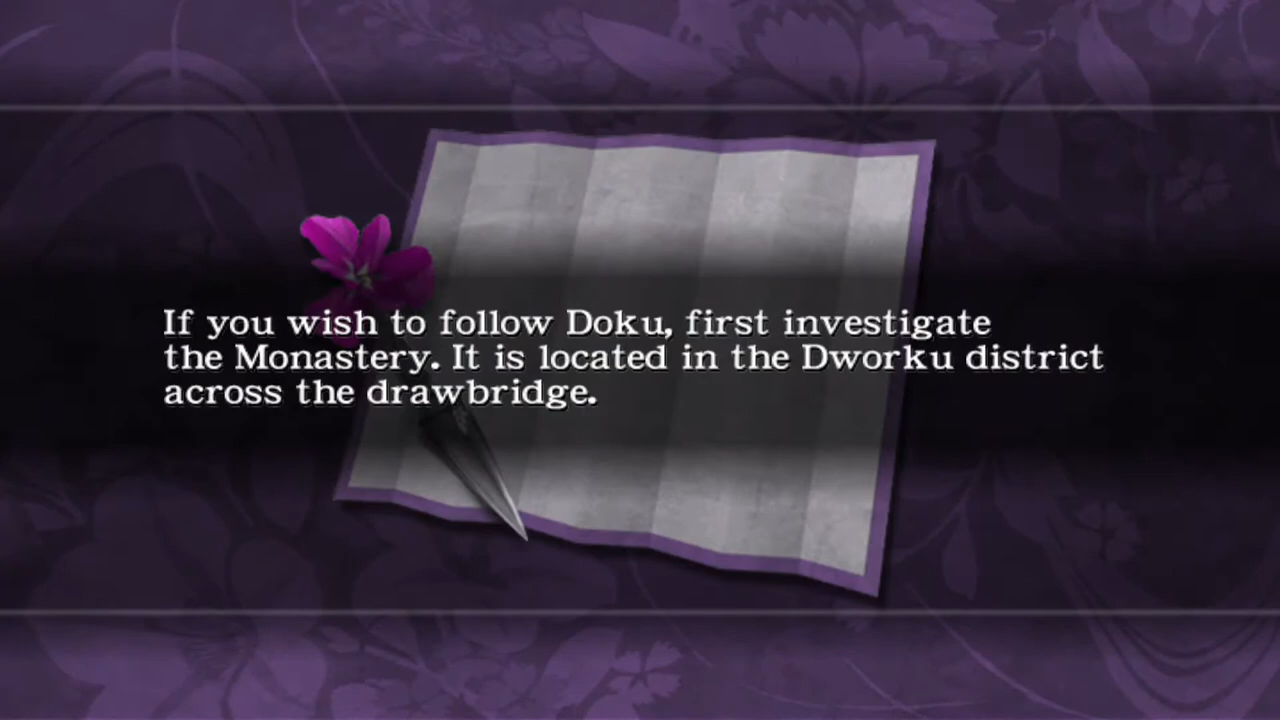 If you wish to follow Doku, first investigate
the Monastery. It is located in the Dworku district
across the drawbridge.